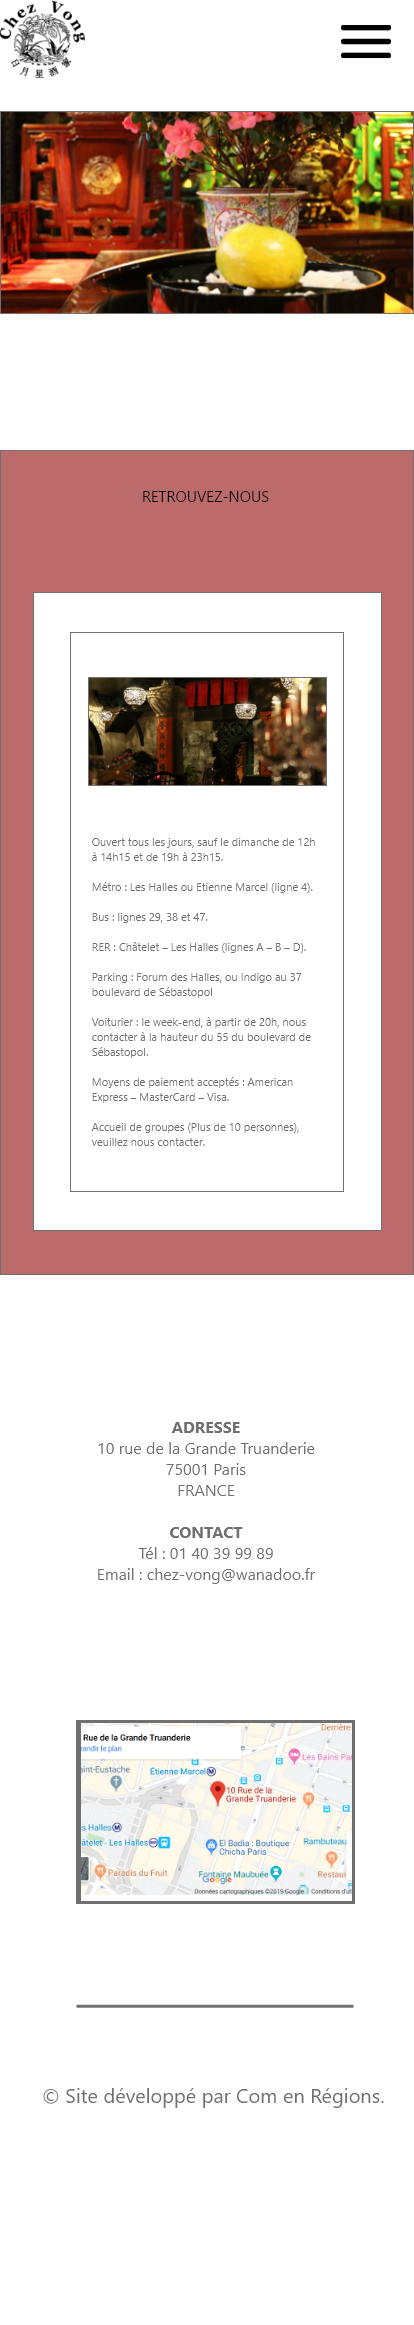 Chez Vong
日月星酒家
RETROUVEZ-NOUS
Ouvert tous les jours, sauf le dimanche de 12h
à 14h15 et de 19h à 23h15.
Métro : Les Halles ou Etienne Marcel (ligne 4).
Bus : lignes 29, 38 et 47.
RER : Châtelet – Les Halles (lignes A – B – D).
Parking : Forum des Halles, ou Indigo au 37
boulevard de Sébastopol
Voiturier : le week-end, à partir de 20h, nous
contacter à la hauteur du 55 du boulevard de
Sébastopol.
Moyens de paiement acceptés : American
Express – MasterCard – Visa.
Accueil de groupes (Plus de 10 personnes),
veuillez nous contacter.
ADRESSE
10 rue de la Grande Truanderie
75001 Paris
FRANCE
CONTACT
Tél : 01 40 39 99 89
Email : chez-vong@wanadoo.fr
Derrière
Rue de la Grande Truanderie
randir le plan
Les Bains Pa
aint-Eustache
Étienne Marcel
10 Rue de la
Grande Truanderie
s Halles
âtelet - Les Halles
El Badia : Boutique
Chicha Paris
Rambuteau
Paradis du Fruit
Fontaine Maubuée
Restau
Google
Données cartographiques ©2019 Google
Conditions d'ut
© Site développé par Com en Régions.